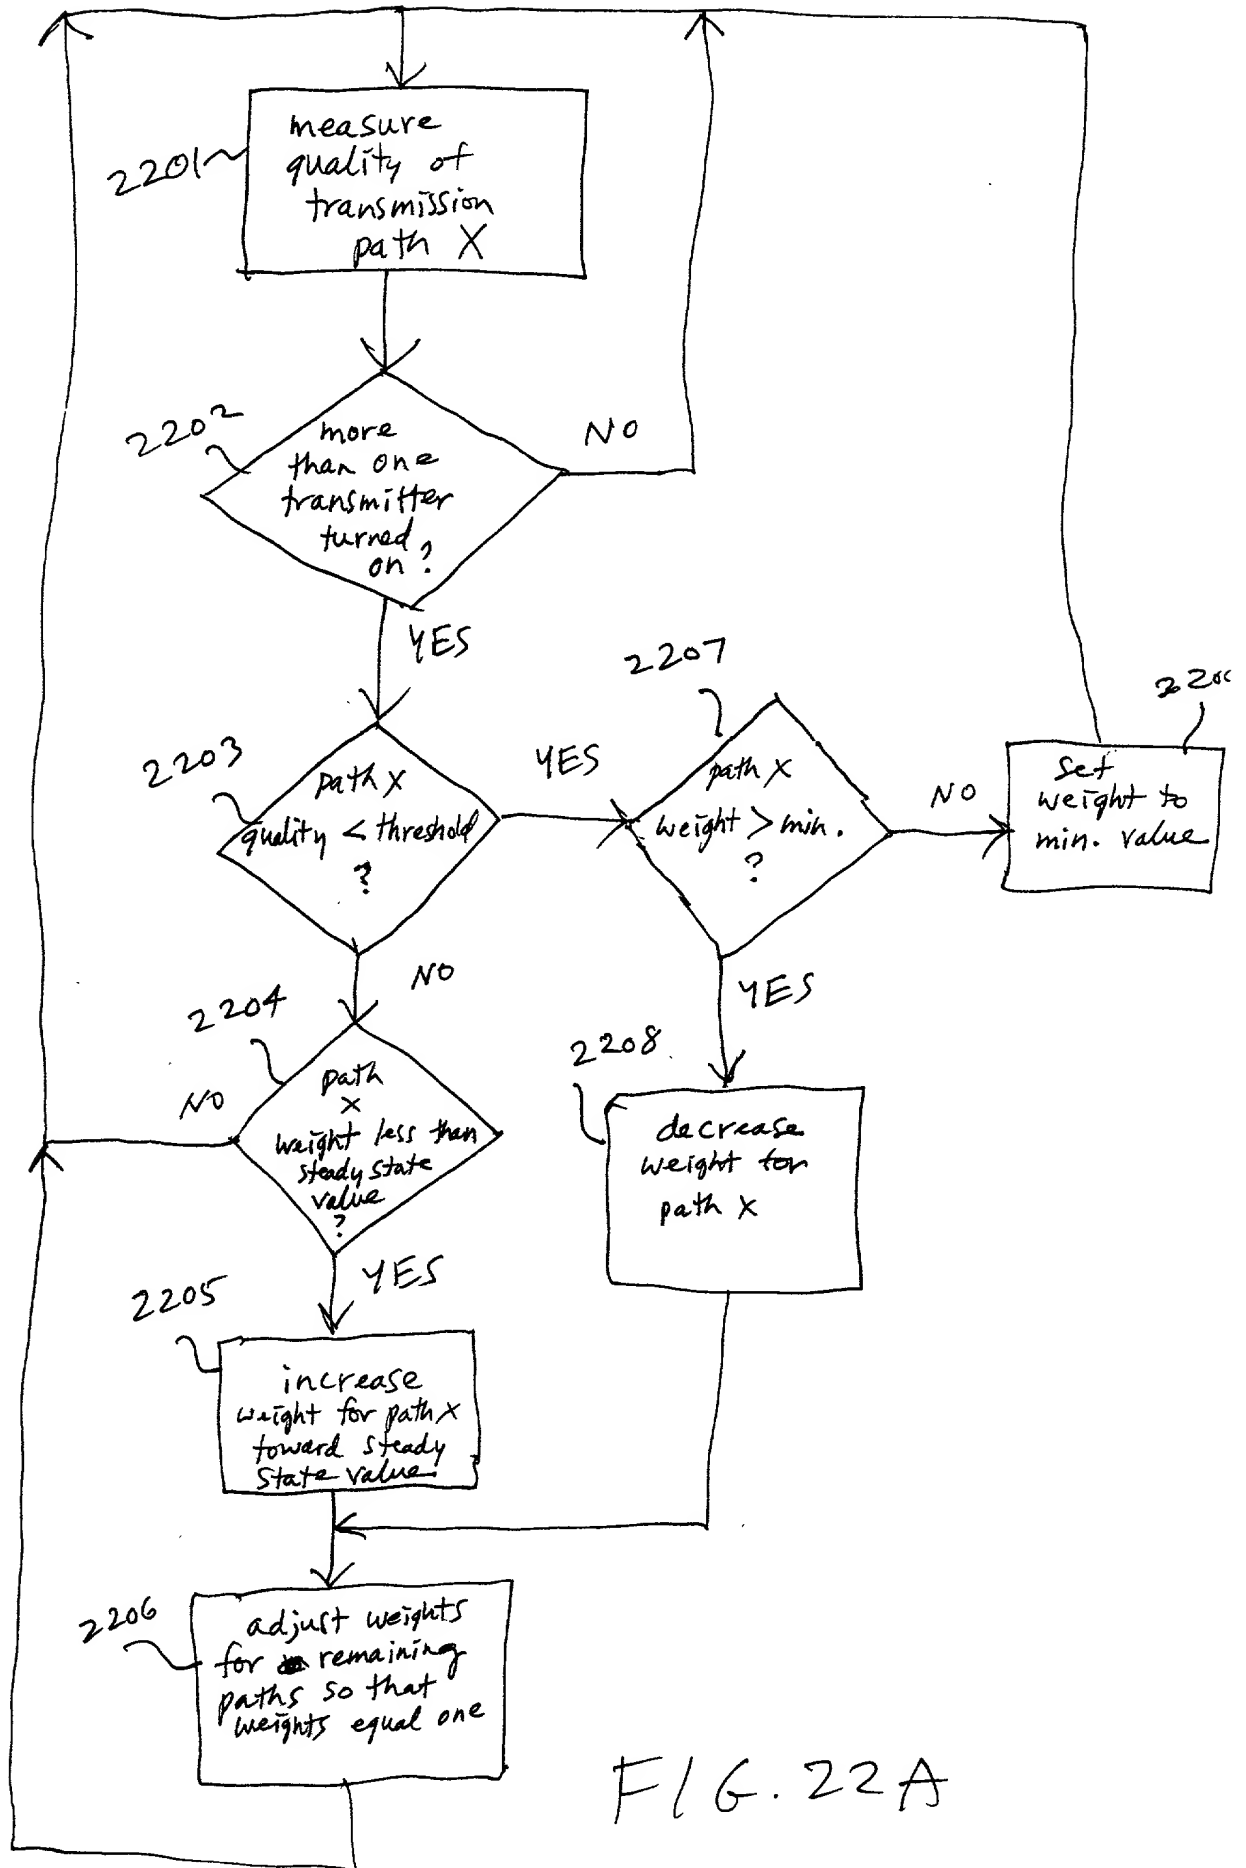 2201
measure
quality of
transmission
path X
2202
more
than one
transmitter
turned
on?
NO
YES
2203
path X
quality < threshold
?
YES
2207
path X
weight > min.
?
NO
set
weight to
min. value
NO
2204
path
X
weight less than
steady state
value
?
NO
YES
YES
2208
decrease
weight for
path X
2205
increase
weight for path X
toward steady
state value
2206
adjust weights
for remaining
paths so that
weights equal one
FIG. 22A